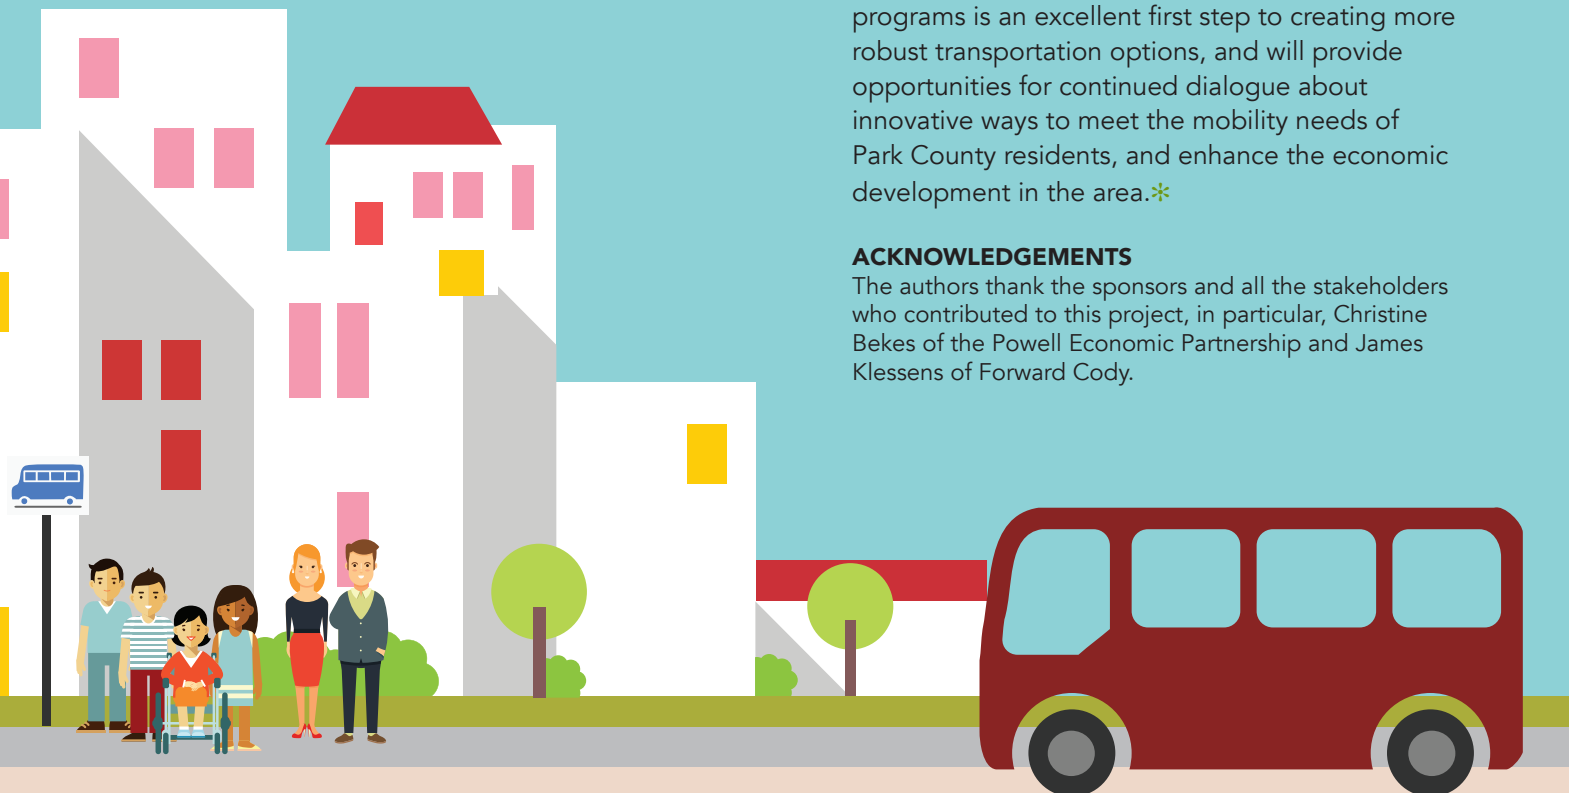 programs is an excellent first step to creating more
robust transportation options, and will provide
opportunities for continued dialogue about
innovative ways to meet the mobility needs of
Park County residents, and enhance the economic
development in the area.✻
ACKNOWLEDGEMENTS
The authors thank the sponsors and all the stakeholders
who contributed to this project, in particular, Christine
Bekes of the Powell Economic Partnership and James
Klessens of Forward Cody.